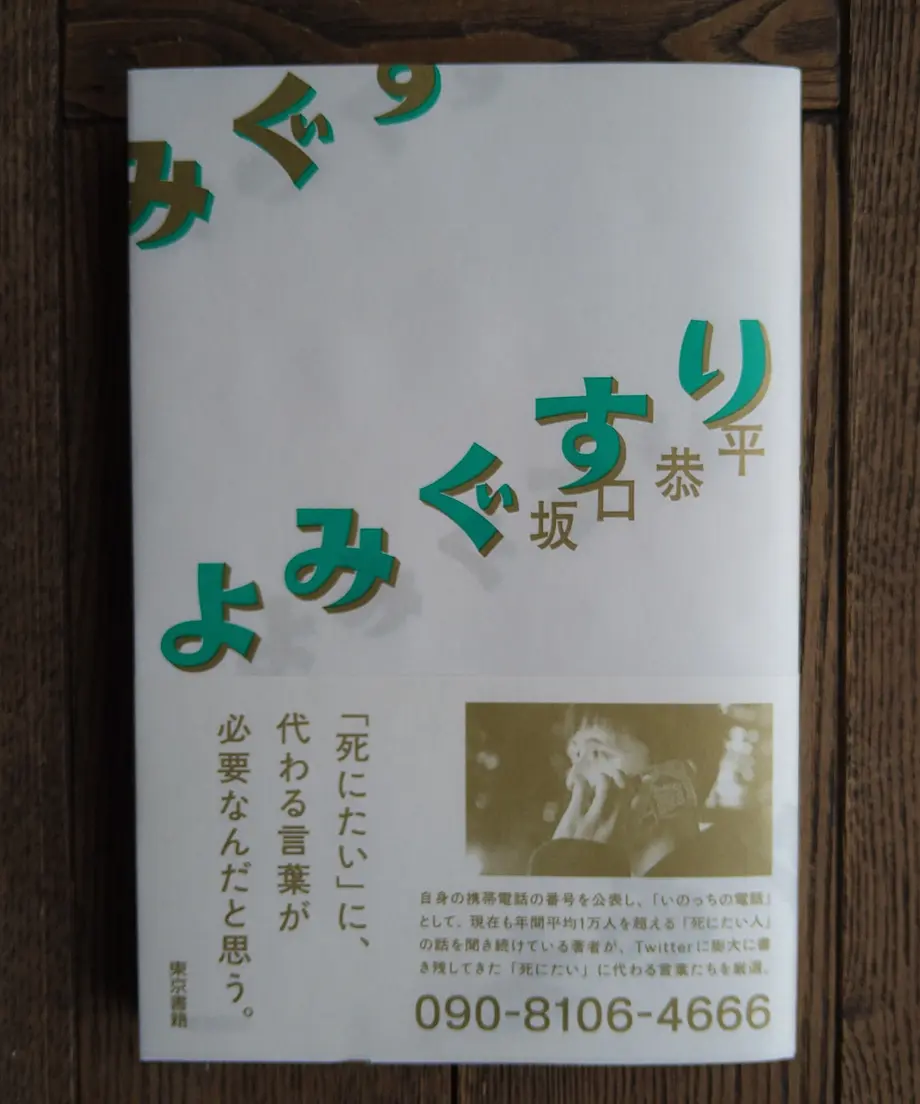 みぐす
よみぐすり
坂口恭平
「死にたい」に、
代わる言葉が
必要なんだと思う。
東京書籍
自身の携帯電話の番号を公表し、「いのっちの電話」
として、現在も年間平均1万人を超える「死にたい人」
の話を聞き続けている著者が、Twitterに膨大に書
き残してきた「死にたい」に代わる言葉たちを厳選。
090-8106-4666